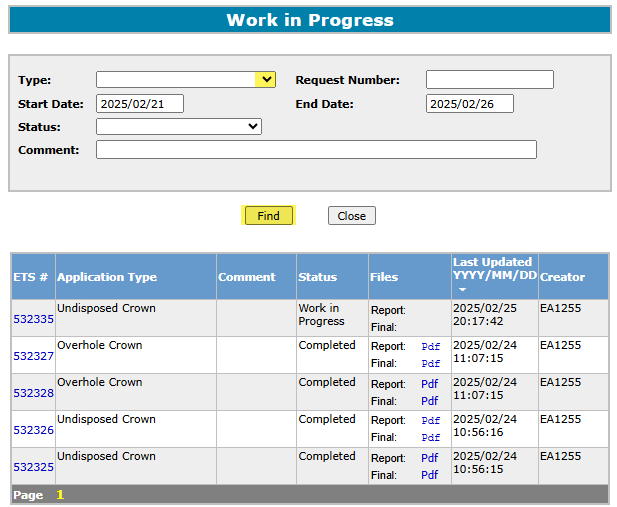 Work in Progress
Type: Request Number:
Start Date: 2025/02/21 End Date: 2025/02/26
Status:
Comment:
Find Close
ETS # Application Type Comment Status Files Last Updated YYYY/MM/DD Creator
532335 Undisposed Crown Work in Progress Report: Final: 2025/02/25 20:17:42 EA1255
532327 Overhole Crown Completed Report: Pdf Final: Pdf 2025/02/24 11:07:15 EA1255
532328 Overhole Crown Completed Report: Pdf Final: Pdf 2025/02/24 11:07:15 EA1255
532326 Undisposed Crown Completed Report: Pdf Final: Pdf 2025/02/24 10:56:16 EA1255
532325 Undisposed Crown Completed Report: Pdf Final: Pdf 2025/02/24 10:56:15 EA1255
Page 1